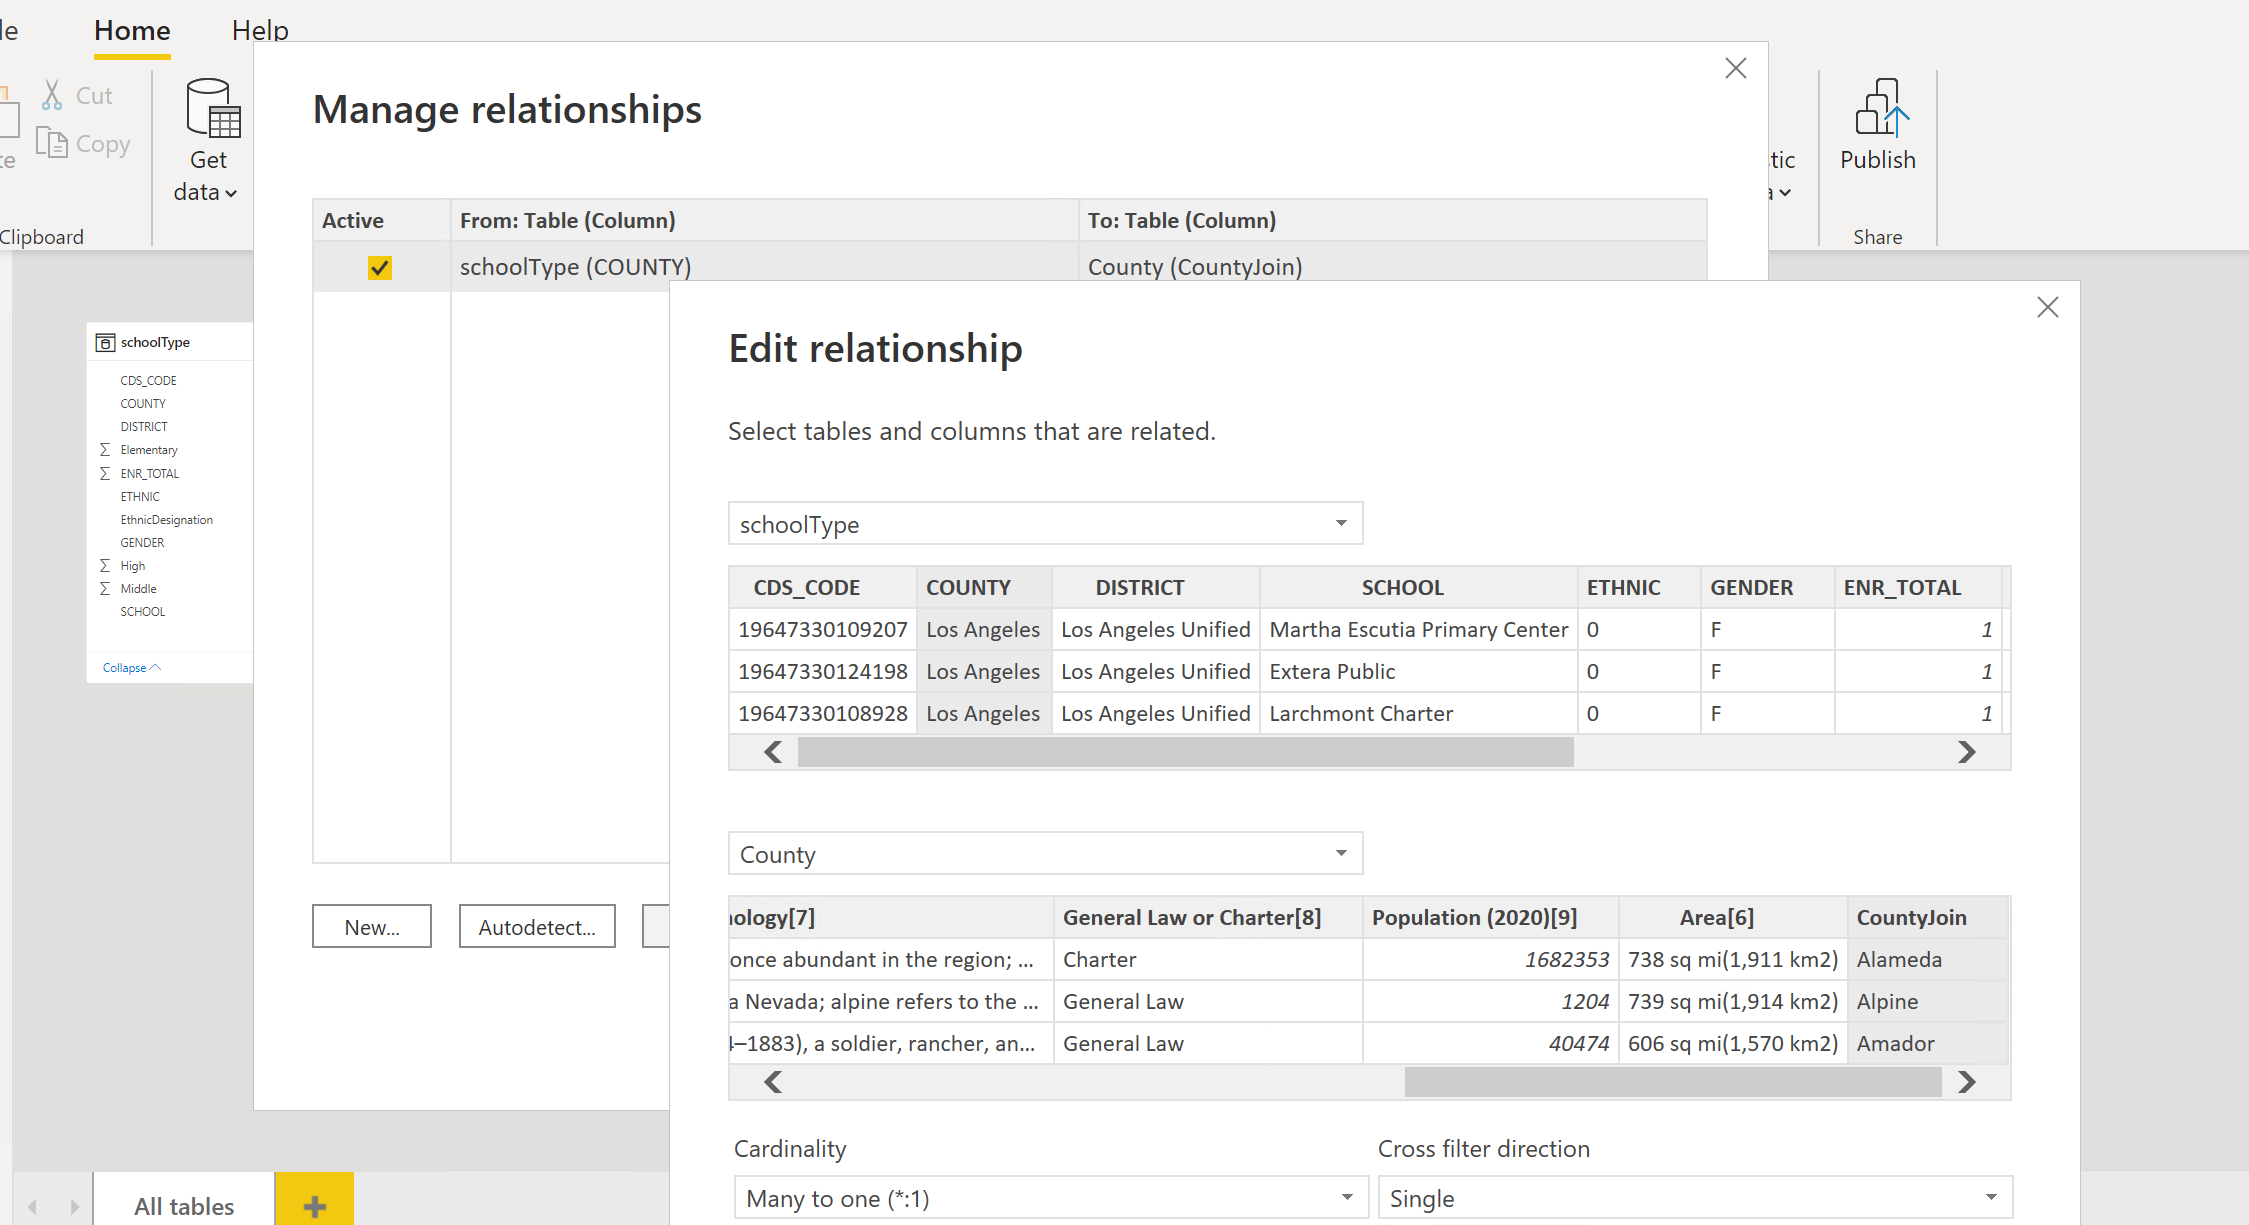 le Home Help
Cut
Copy
te
Clipboard
Get
data
tic
a
Publish
Share
Manage relationships
Active From: Table (Column) To: Table (Column)
schoolType (COUNTY) County (CountyJoin)
schoolType
CDS_CODE
COUNTY
DISTRICT
Elementary
ENR_TOTAL
ETHNIC
EthnicDesignation
GENDER
High
Middle
SCHOOL
Collapse
New... Autodetect...
Edit relationship
Select tables and columns that are related.
schoolType
CDS_CODE COUNTY DISTRICT SCHOOL ETHNIC GENDER ENR_TOTAL
19647330109207 Los Angeles Los Angeles Unified Martha Escutia Primary Center 0 F 1
19647330124198 Los Angeles Los Angeles Unified Extera Public 0 F 1
19647330108928 Los Angeles Los Angeles Unified Larchmont Charter 0 F 1
County
nology[7] General Law or Charter[8] Population (2020)[9] Area[6] CountyJoin
once abundant in the region; ... Charter 1682353 738 sq mi(1,911 km2) Alameda
a Nevada; alpine refers to the ... General Law 1204 739 sq mi(1,914 km2) Alpine
4–1883), a soldier, rancher, an... General Law 40474 606 sq mi(1,570 km2) Amador
Cardinality Cross filter direction
Many to one (*:1) Single
All tables +